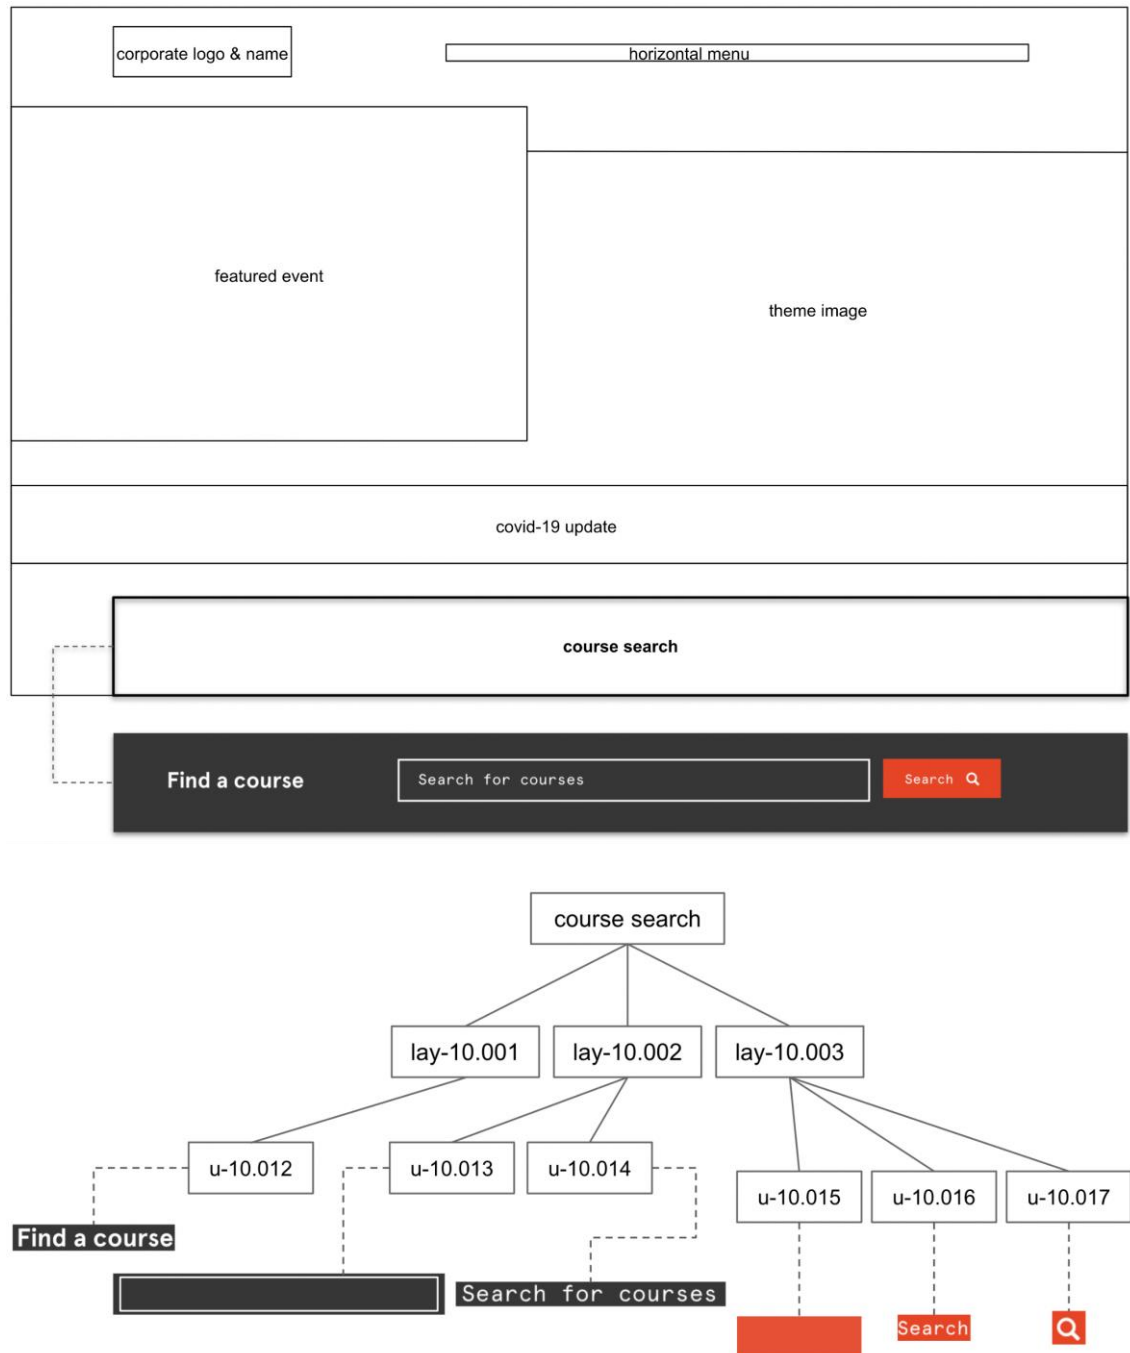 corporate logo & name
horizontal menu
featured event
theme image
covid-19 update
course search
Find a course
Search for courses
Search
course search
lay-10.001
lay-10.002
lay-10.003
u-10.012
u-10.013
u-10.014
u-10.015
u-10.016
u-10.017
Find a course
Search for courses
Search